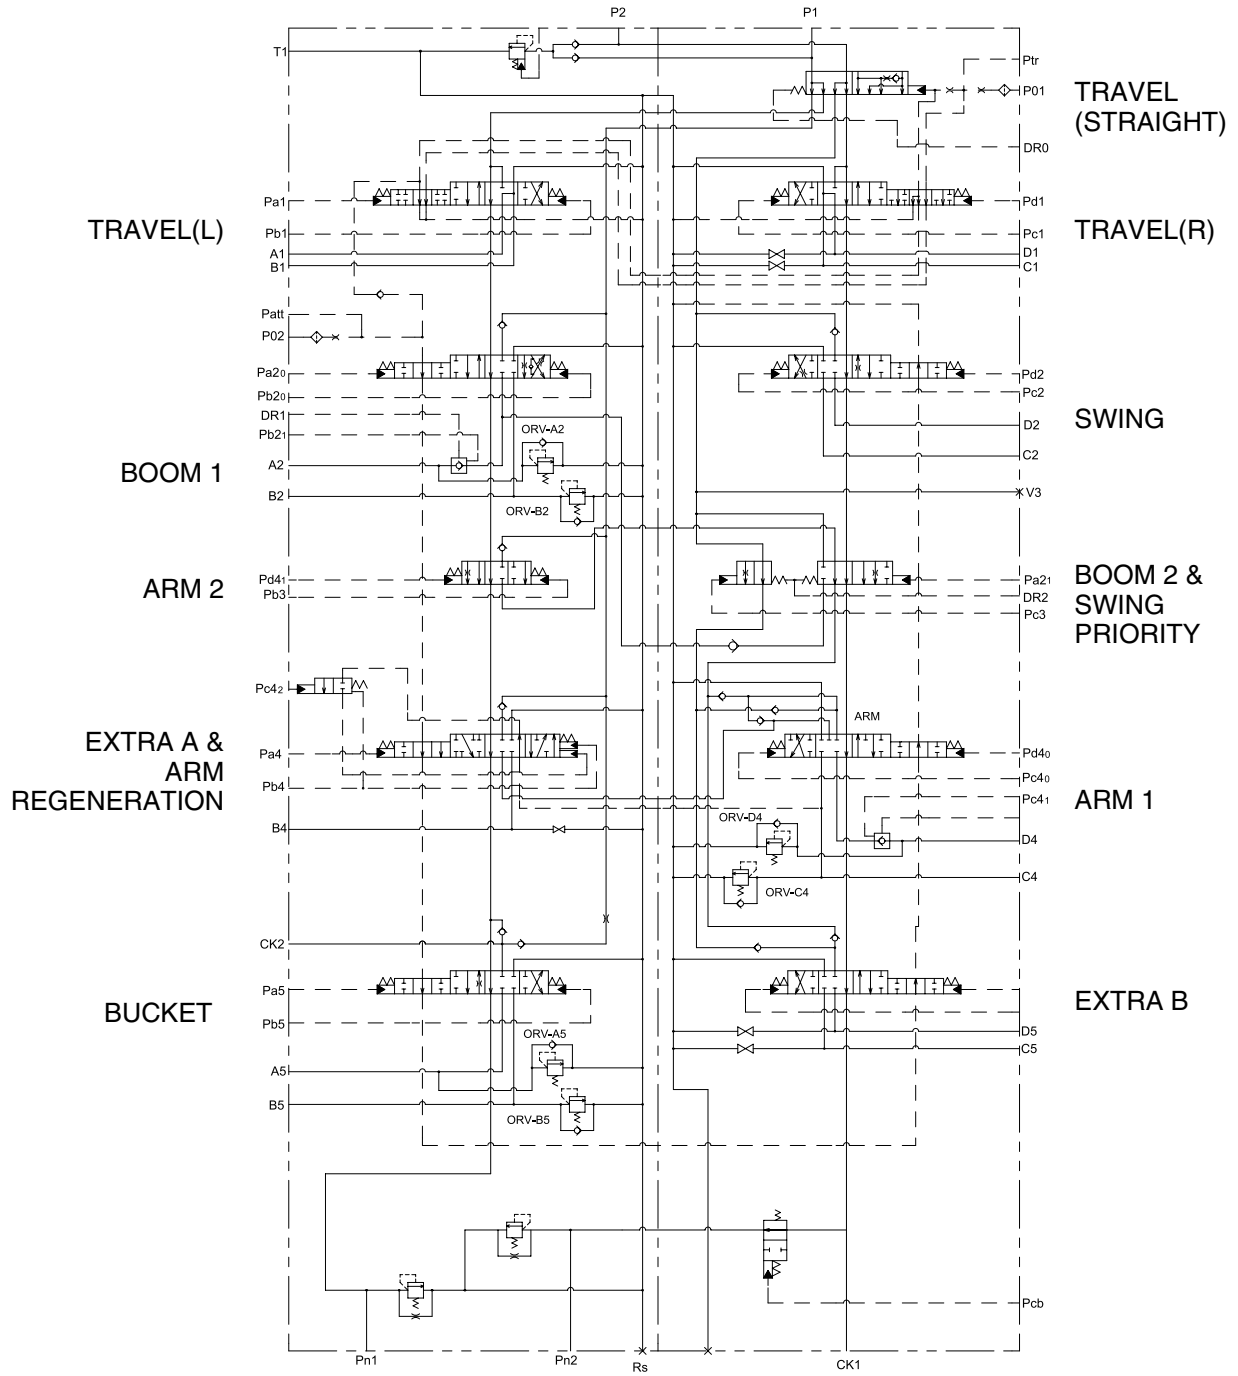 P2
P1
T1
Ptr
P01
TRAVEL
(STRAIGHT)
DR0
Pa1
Pd1
TRAVEL(L)
Pb1
Pc1
TRAVEL(R)
A1
D1
B1
C1
Patt
P02
Pa20
Pd2
Pb20
Pc2
DR1
SWING
ORV-A2
D2
Pb21
BOOM 1
A2
C2
B2
V3
ORV-B2
ARM 2
Pd41
Pa21
BOOM 2 &
SWING
PRIORITY
Pb3
DR2
Pc3
Pc42
ARM
EXTRA A &
ARM
REGENERATION
Pa4
Pd40
Pb4
Pc40
Pc41
ARM 1
ORV-D4
B4
D4
C4
ORV-C4
CK2
BUCKET
Pa5
EXTRA B
Pb5
ORV-A5
D5
C5
A5
B5
ORV-B5
Pcb
Pn1
Pn2
Rs
CK1